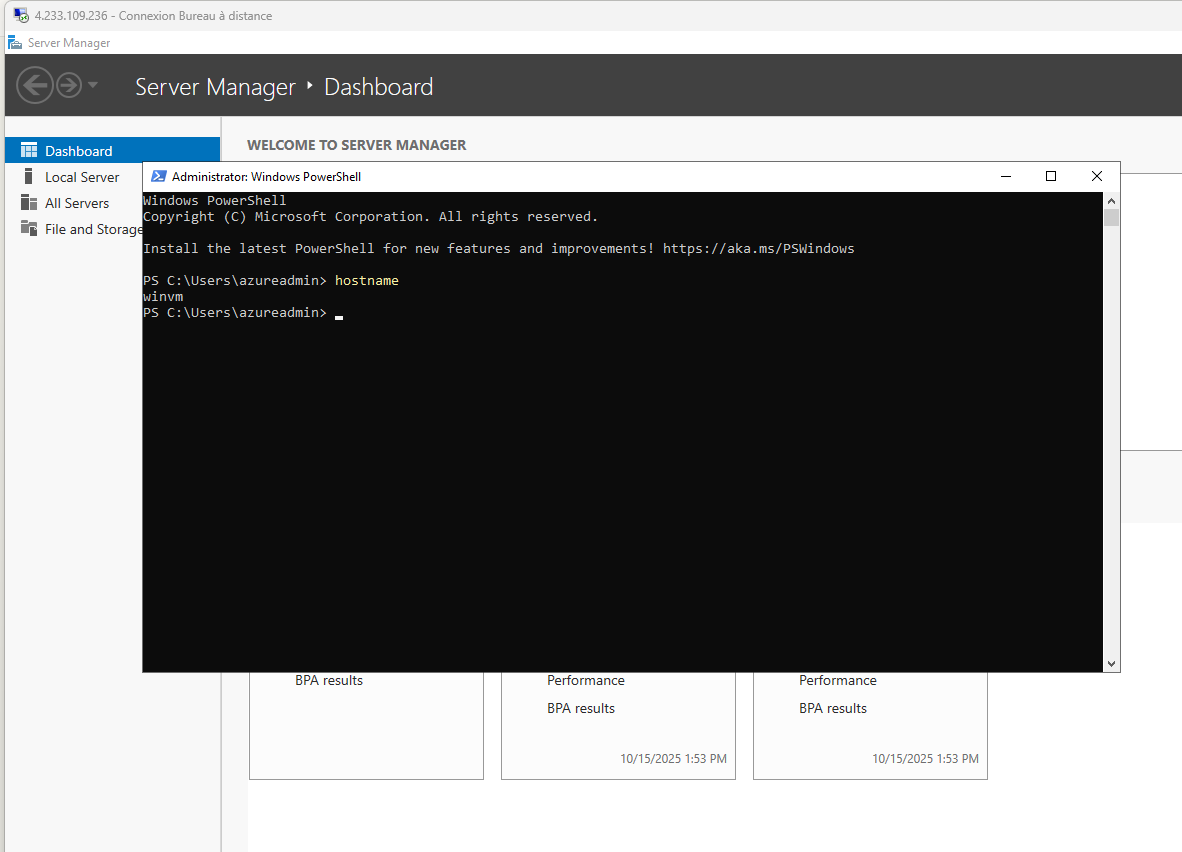 4.233.109.236 - Connexion Bureau à distance
Server Manager
Server Manager ‣ Dashboard
Dashboard
Local Server
All Servers
File and Storage
WELCOME TO SERVER MANAGER
Administrator: Windows PowerShell
Windows PowerShell
Copyright (C) Microsoft Corporation. All rights reserved.
Install the latest PowerShell for new features and improvements! https://aka.ms/PSWindows
PS C:\Users\azureadmin> hostname
winvm
PS C:\Users\azureadmin>
BPA results
Performance
BPA results
10/15/2025 1:53 PM
Performance
BPA results
10/15/2025 1:53 PM